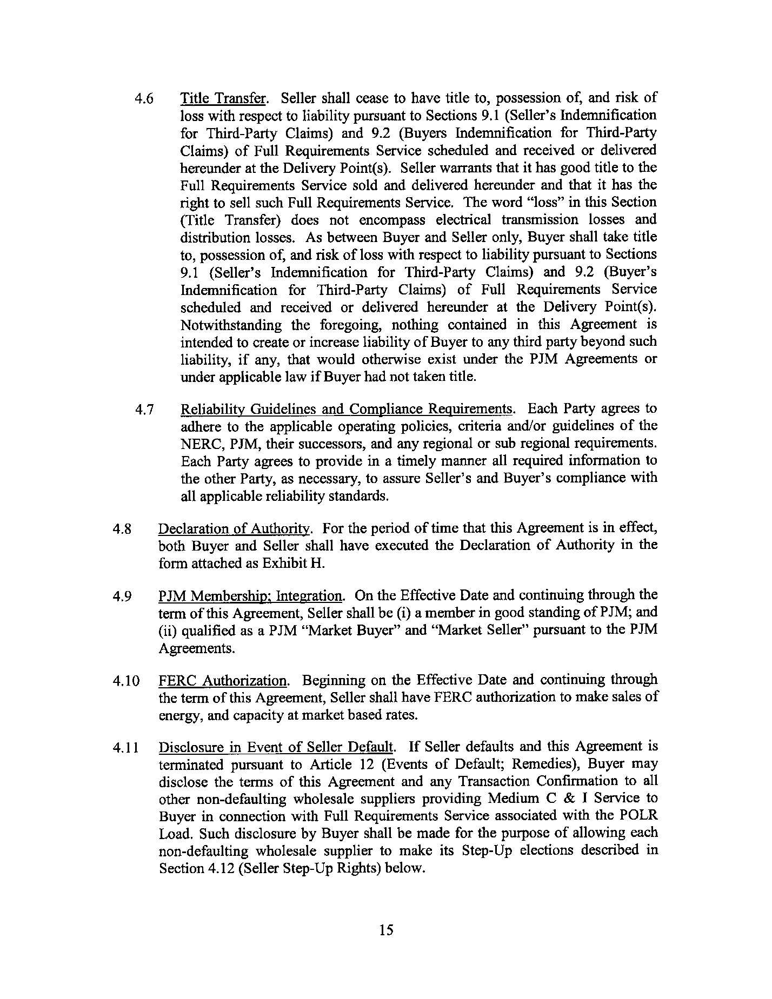 4.6 Title Transfer. Seller shall cease to have title to, possession of, and risk of
loss with respect to liability pursuant to Sections 9.1 (Seller’s Indemnification
for Third-Party Claims) and 9.2 (Buyers Indemnification for Third-Party
Claims) of Full Requirements Service scheduled and received or delivered
hereunder at the Delivery Point(s). Seller warrants that it has good title to the
Full Requirements Service sold and delivered hereunder and that it has the
right to sell such Full Requirements Service. The word “loss” in this Section
(Title Transfer) does not encompass electrical transmission losses and
distribution losses. As between Buyer and Seller only, Buyer shall take title
to, possession of, and risk of loss with respect to liability pursuant to Sections
9.1 (Seller’s Indemnification for Third-Party Claims) and 9.2 (Buyer’s
Indemnification for Third-Party Claims) of Full Requirements Service
scheduled and received or delivered hereunder at the Delivery Point(s).
Notwithstanding the foregoing, nothing contained in this Agreement is
intended to create or increase liability of Buyer to any third party beyond such
liability, if any, that would otherwise exist under the PJM Agreements or
under applicable law if Buyer had not taken title.
4.7 Reliability Guidelines and Compliance Requirements. Each Party agrees to
adhere to the applicable operating policies, criteria and/or guidelines of the
NERC, PJM, their successors, and any regional or sub regional requirements.
Each Party agrees to provide in a timely manner all required information to
the other Party, as necessary, to assure Seller’s and Buyer’s compliance with
all applicable reliability standards.
4.8 Declaration of Authority. For the period of time that this Agreement is in effect,
both Buyer and Seller shall have executed the Declaration of Authority in the
form attached as Exhibit H.
4.9 PJM Membership; Integration. On the Effective Date and continuing through the
term of this Agreement, Seller shall be (i) a member in good standing of PJM; and
(ii) qualified as a PJM “Market Buyer” and “Market Seller” pursuant to the PJM
Agreements.
4.10 FERC Authorization. Beginning on the Effective Date and continuing through
the term of this Agreement, Seller shall have FERC authorization to make sales of
energy, and capacity at market based rates.
4.11 Disclosure in Event of Seller Default. If Seller defaults and this Agreement is
terminated pursuant to Article 12 (Events of Default; Remedies), Buyer may
disclose the terms of this Agreement and any Transaction Confirmation to all
other non-defaulting wholesale suppliers providing Medium C & I Service to
Buyer in connection with Full Requirements Service associated with the POLR
Load. Such disclosure by Buyer shall be made for the purpose of allowing each
non-defaulting wholesale supplier to make its Step-Up elections described in
Section 4.12 (Seller Step-Up Rights) below.
15